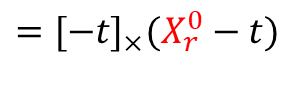 = [−t]ₓ(X_r^0 − t)